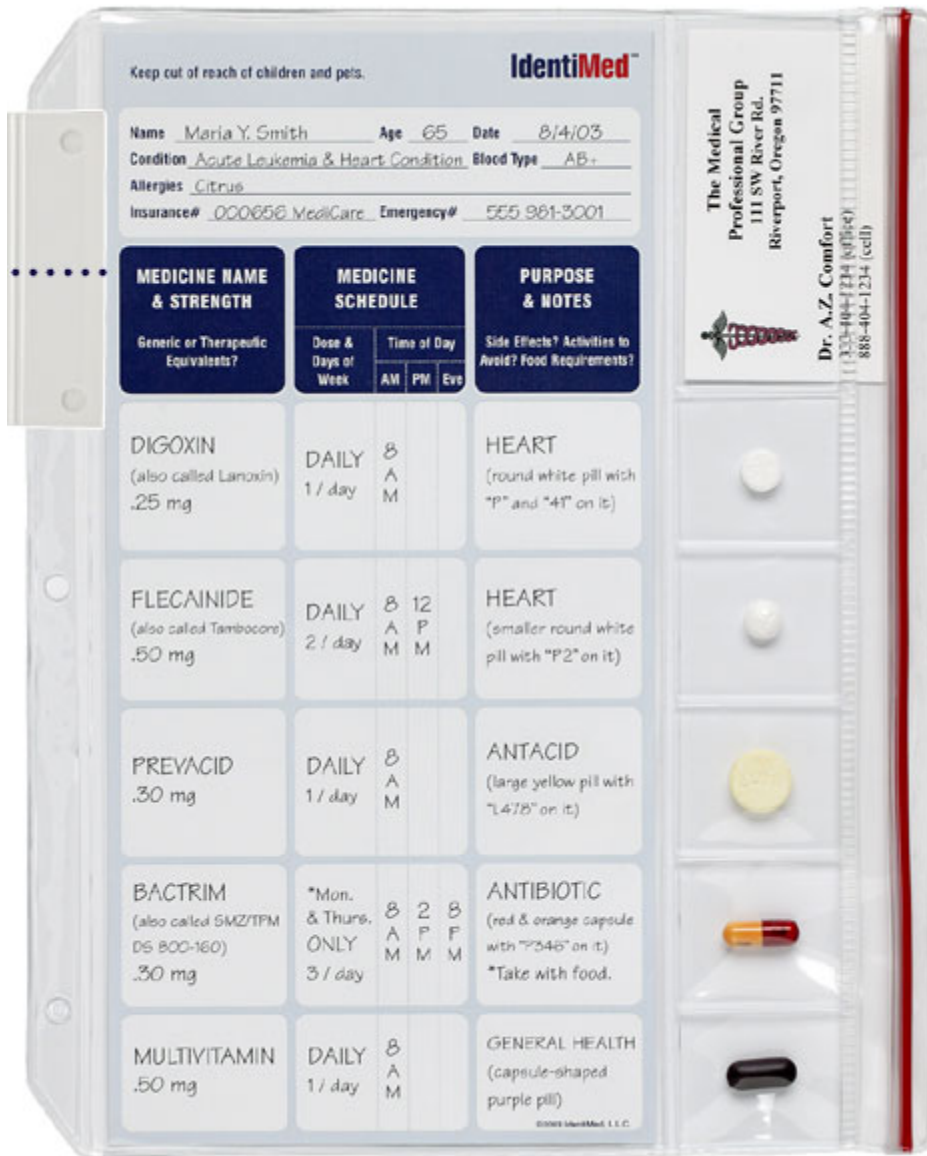 Keep out of reach of children and pets.
IdentiMed™
Name Maria Y. Smith Age 65 Date 8/4/03
Condition Acute Leukemia & Heart Condition Blood Type AB+
Allergies Citrus
Insurance# 000656 MediCare Emergency# 555 981-3001
MEDICINE NAME
& STRENGTH
Generic or Therapeutic
Equivalents?
MEDICINE
SCHEDULE
Dose &
Days of
Week
Time of Day
AM PM Eve
PURPOSE
& NOTES
Side Effects? Activities to
Avoid? Food Requirements?
DIGOXIN
(also called Lanoxin)
.25 mg
DAILY
1 / day
8
A
M
HEART
(round white pill with
"P" and "41" on it)
FLECAINIDE
(also called Tambocore)
.50 mg
DAILY
2 / day
8 12
A P
M M
HEART
(smaller round white
pill with "P2" on it)
PREVACID
.30 mg
DAILY
1 / day
8
A
M
ANTACID
(large yellow pill with
"L478" on it)
BACTRIM
(also called SMZ/TPM
DS 800-160)
.30 mg
*Mon.
& Thurs.
ONLY
3 / day
8 2 8
A P P
M M M
ANTIBIOTIC
(red & orange capsule
with "P346" on it)
*Take with food.
MULTIVITAMIN
.50 mg
DAILY
1 / day
8
A
M
GENERAL HEALTH
(capsule-shaped
purple pill)
IdentiMed, L.L.C.
The Medical
Professional Group
111 SW River Rd.
Riverport, Oregon 97711
Dr. A.Z. Comfort
333-404-1234 (office)
888-404-1234 (cell)